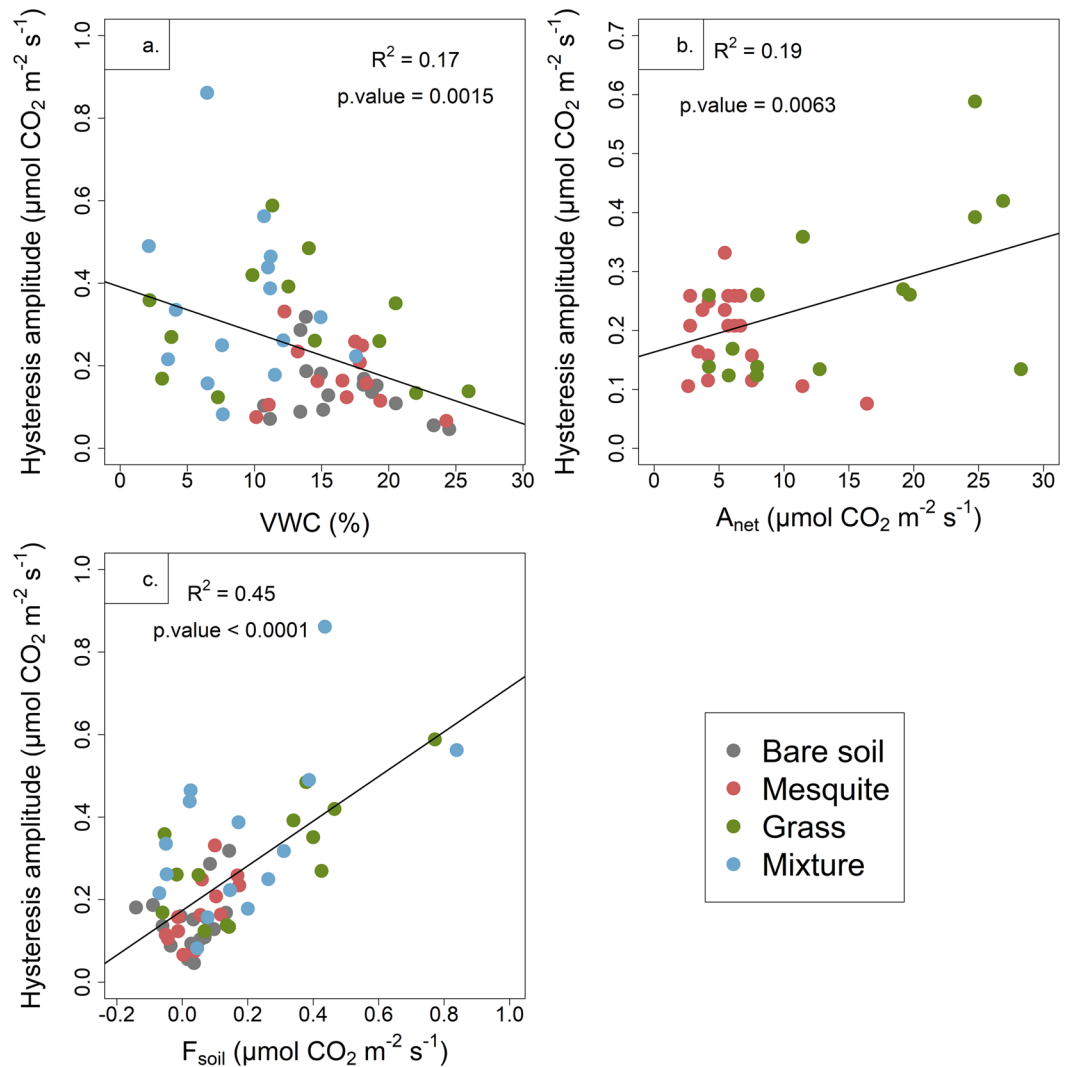 a.
R² = 0.17
p.value = 0.0015
Hysteresis amplitude (µmol CO₂ m⁻² s⁻¹)
1.0
0.8
0.6
0.4
0.2
0.0
0 5 10 15 20 25 30
VWC (%)
b.
R² = 0.19
p.value = 0.0063
Hysteresis amplitude (µmol CO₂ m⁻² s⁻¹)
0.7
0.6
0.5
0.4
0.3
0.2
0.1
0.0
0 5 10 15 20 25 30
Aₙₑₜ (µmol CO₂ m⁻² s⁻¹)
c.
R² = 0.45
p.value < 0.0001
Hysteresis amplitude (µmol CO₂ m⁻² s⁻¹)
1.0
0.8
0.6
0.4
0.2
0.0
-0.2 0.0 0.2 0.4 0.6 0.8 1.0
Fsoil (µmol CO₂ m⁻² s⁻¹)
Bare soil
Mesquite
Grass
Mixture